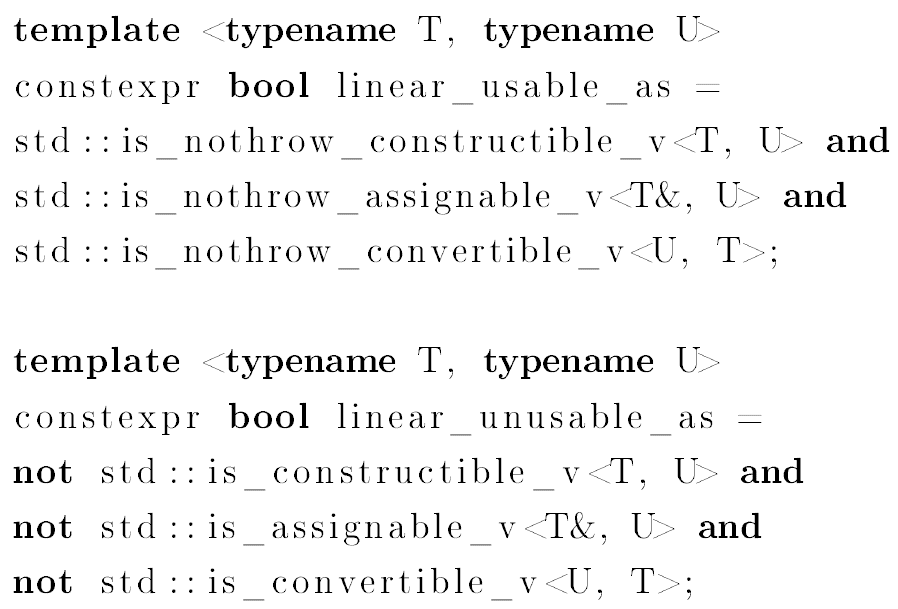 template <typename T, typename U>
constexpr bool linear_usable_as =
std::is_nothrow_constructible_v<T, U> and
std::is_nothrow_assignable_v<T&, U> and
std::is_nothrow_convertible_v<U, T>;
template <typename T, typename U>
constexpr bool linear_unusable_as =
not std::is_constructible_v<T, U> and
not std::is_assignable_v<T&, U> and
not std::is_convertible_v<U, T>;